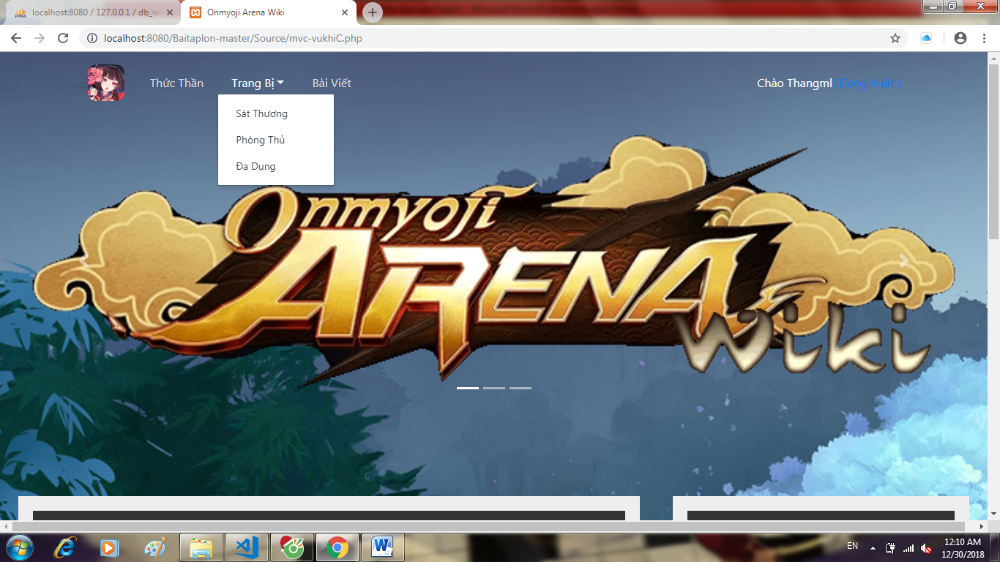 localhost:8080 / 127.0.0.1 / db_w
Onmyoji Arena Wiki
localhost:8080/Baitaplon-master/Source/mvc-vukhiC.php
Thức Thần
Trang Bị
Bài Viết
Chào Thangml( Đăng Xuất )
Sát Thương
Phòng Thủ
Đa Dụng
Onmyoji
ARENA
Wiki
EN
12:10 AM
12/30/2018